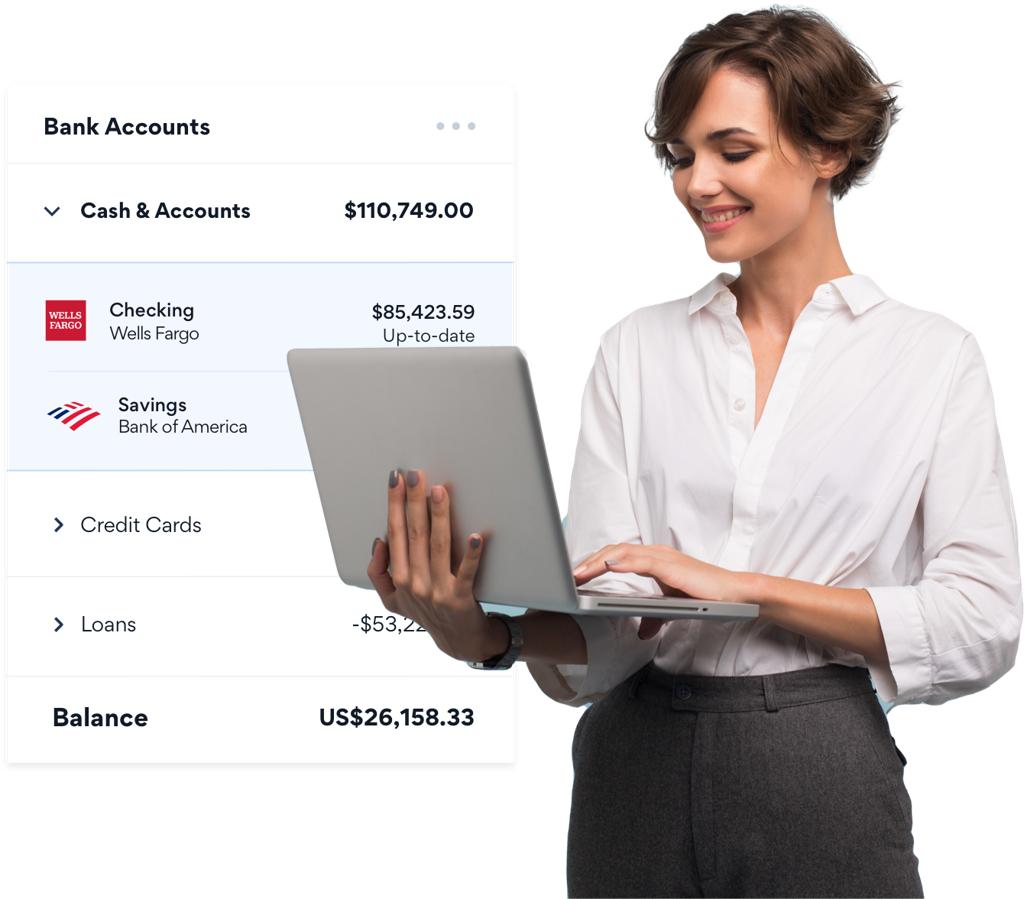 Bank Accounts
Cash & Accounts $110,749.00
WELLS
FARGO
Checking $85,423.59
Wells Fargo Up-to-date
Savings
Bank of America
Credit Cards
Loans
Balance US$26,158.33